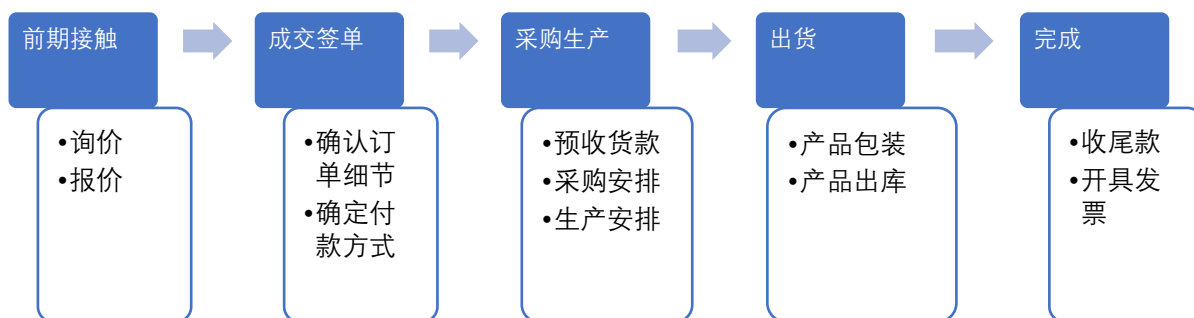 前期接触
•询价
•报价
成交签单
•确认订
单细节
•确定付
款方式
采购生产
•预收货款
•采购安排
•生产安排
出货
•产品包装
•产品出库
完成
•收尾款
•开具发
票